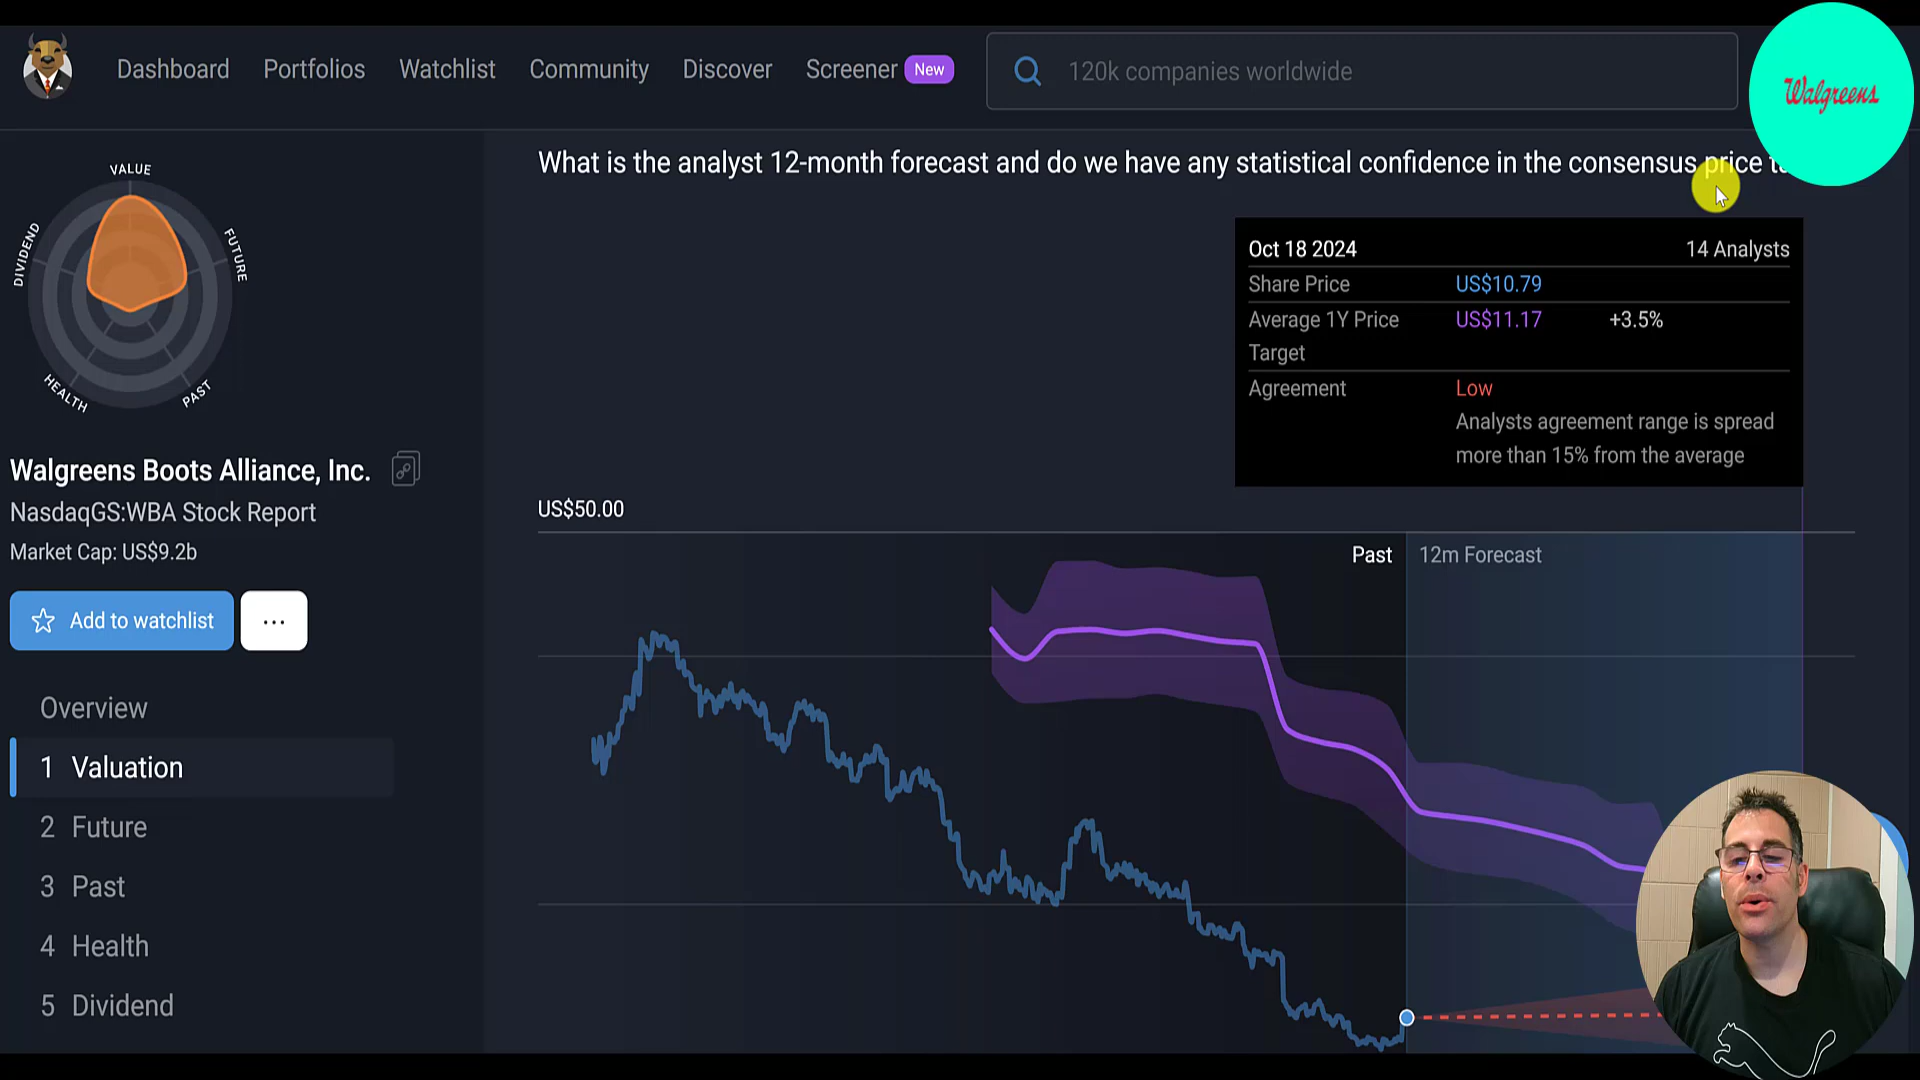 Dashboard
Portfolios
Watchlist
Community
Discover
Screener
New
120k companies worldwide
Walgreens
VALUE
FUTURE
PAST
HEALTH
DIVIDEND
What is the analyst 12-month forecast and do we have any statistical confidence in the consensus price
Oct 18 2024
14 Analysts
Share Price
US$10.79
Average 1Y Price
Target
US$11.17
+3.5%
Agreement
Low
Analysts agreement range is spread
more than 15% from the average
Walgreens Boots Alliance, Inc.
NasdaqGS:WBA Stock Report
Market Cap: US$9.2b
Add to watchlist
...
Overview
1 Valuation
2 Future
3 Past
4 Health
5 Dividend
US$50.00
Past
12m Forecast